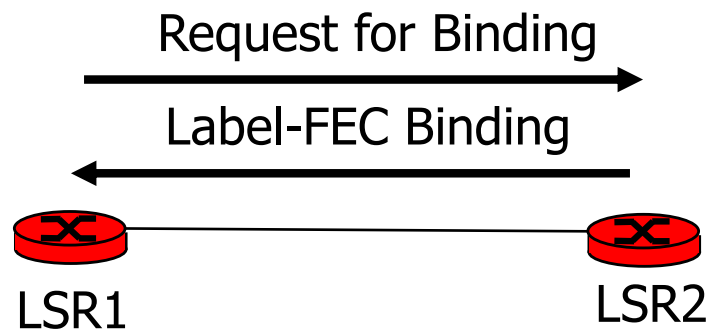 Request for Binding
Label-FEC Binding
LSR1
LSR2